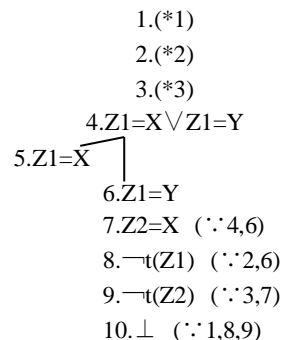 1.(*1)
2.(*2)
3.(*3)
4.Z1=X∨Z1=Y
5.Z1=X
6.Z1=Y
7.Z2=X (∵4,6)
8.￢t(Z1) (∵2,6)
9.￢t(Z2) (∵3,7)
10.⊥ (∵1,8,9)